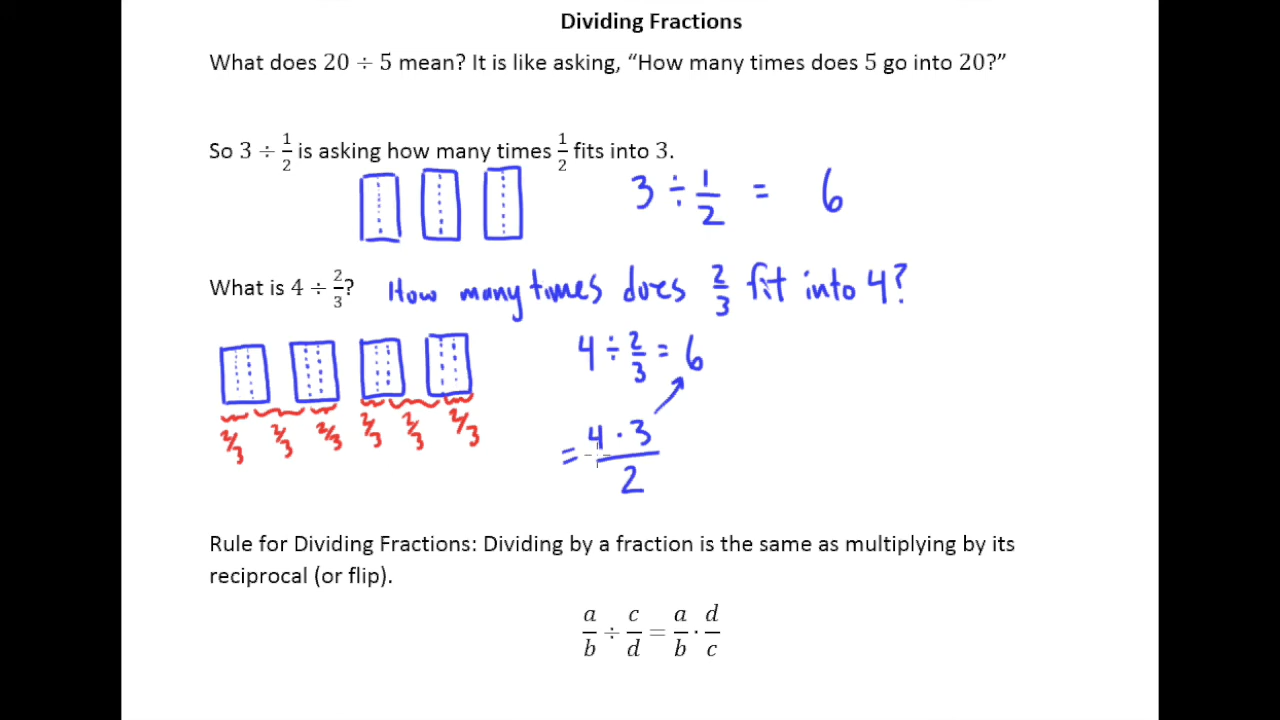 Dividing Fractions
What does 20 ÷ 5 mean? It is like asking, “How many times does 5 go into 20?”
So 3 ÷ 1/2 is asking how many times 1/2 fits into 3.
3 ÷ 1/2 = 6
What is 4 ÷ 2/3? How many times does 2/3 fit into 4?
4 ÷ 2/3 = 6
2/3 2/3 2/3 2/3 2/3 2/3
= 4 · 3 / 2
Rule for Dividing Fractions: Dividing by a fraction is the same as multiplying by its
reciprocal (or flip).
a/b ÷ c/d = a/b · d/c